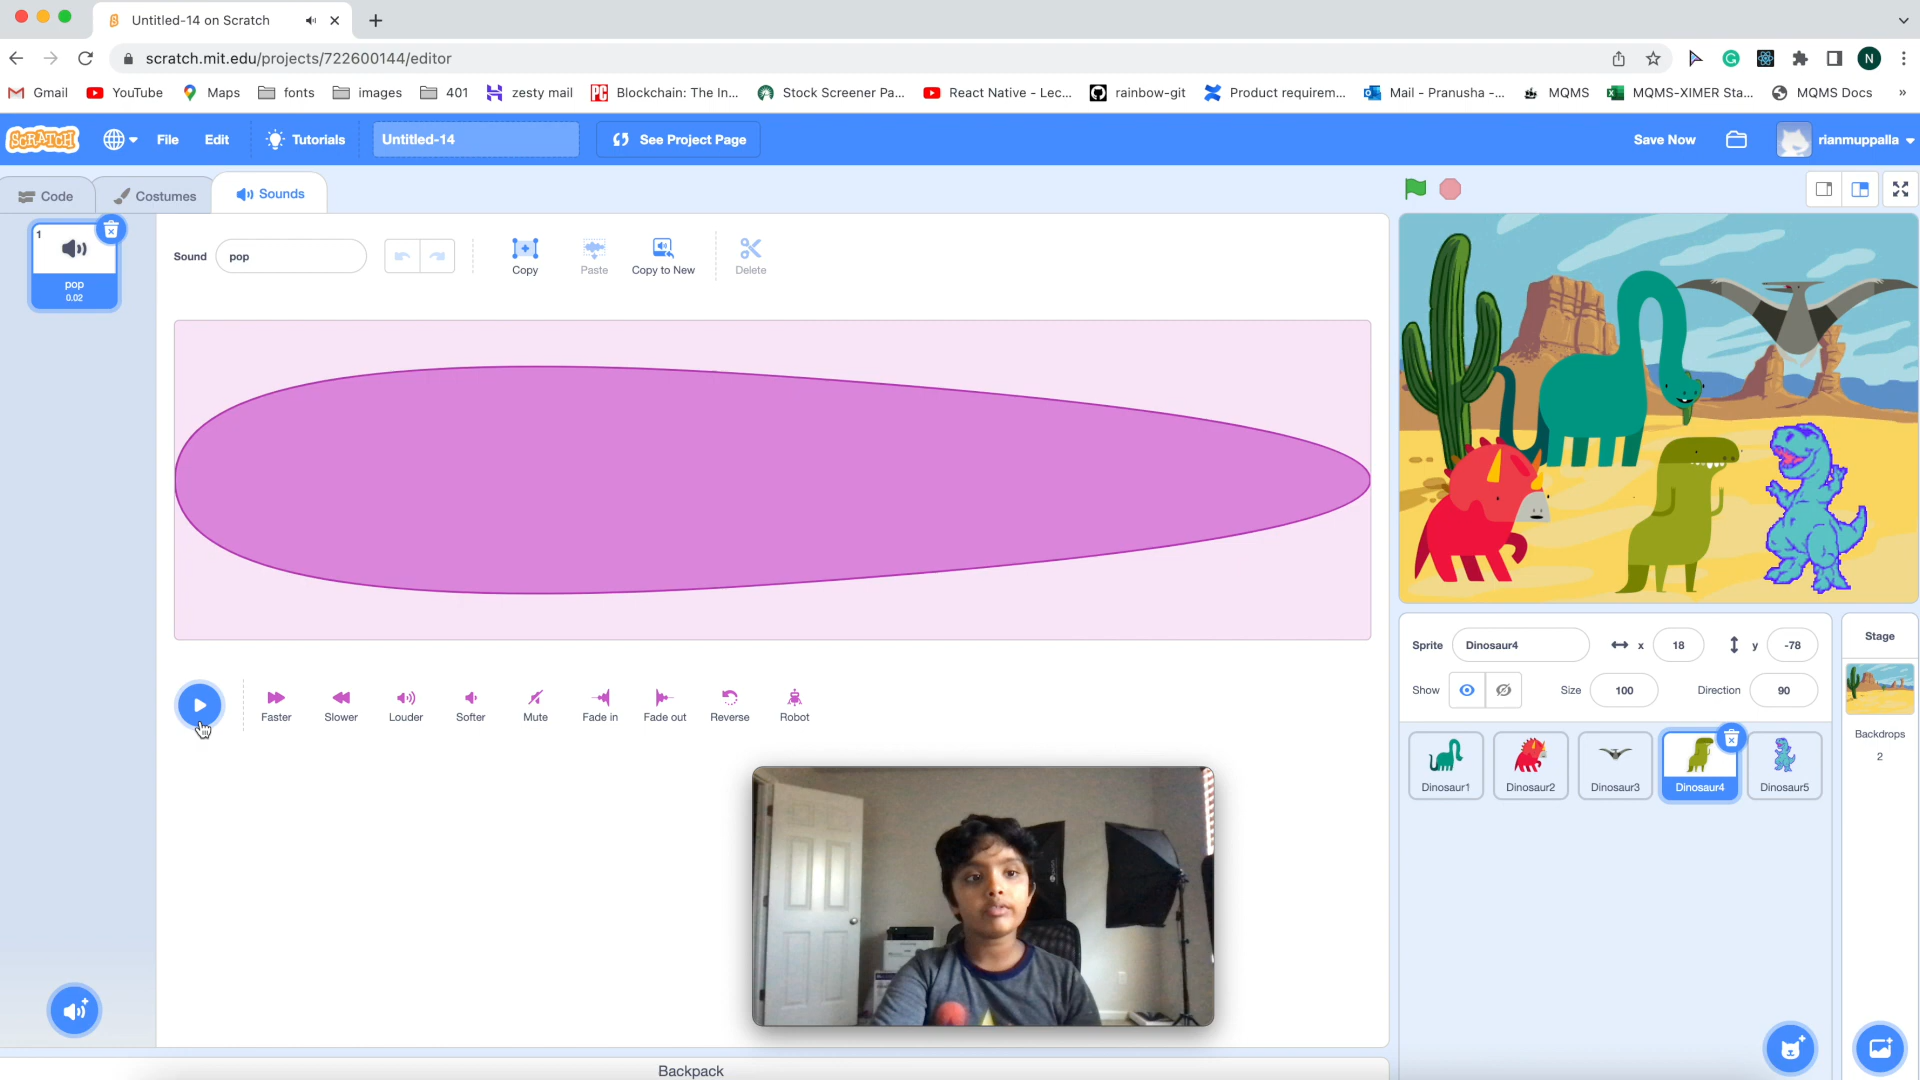 Untitled-14 on Scratch
scratch.mit.edu/projects/722600144/editor
N
Gmail
YouTube
Maps
fonts
images
401
zesty mail
Blockchain: The In...
Stock Screener Pa...
React Native - Lec...
rainbow-git
Product requirem...
Mail - Pranusha -...
MQMS
MQMS-XIMER Sta...
MQMS Docs
»
SCRATCH
File
Edit
Tutorials
Untitled-14
See Project Page
Save Now
rianmuppalla
Code
Costumes
Sounds
1
pop
0.02
Sound
pop
Copy
Paste
Copy to New
Delete
Faster
Slower
Louder
Softer
Mute
Fade in
Fade out
Reverse
Robot
Sprite
Dinosaur4
x
18
y
-78
Show
Size
100
Direction
90
Dinosaur1
Dinosaur2
Dinosaur3
Dinosaur4
Dinosaur5
Stage
Backdrops
2
Backpack